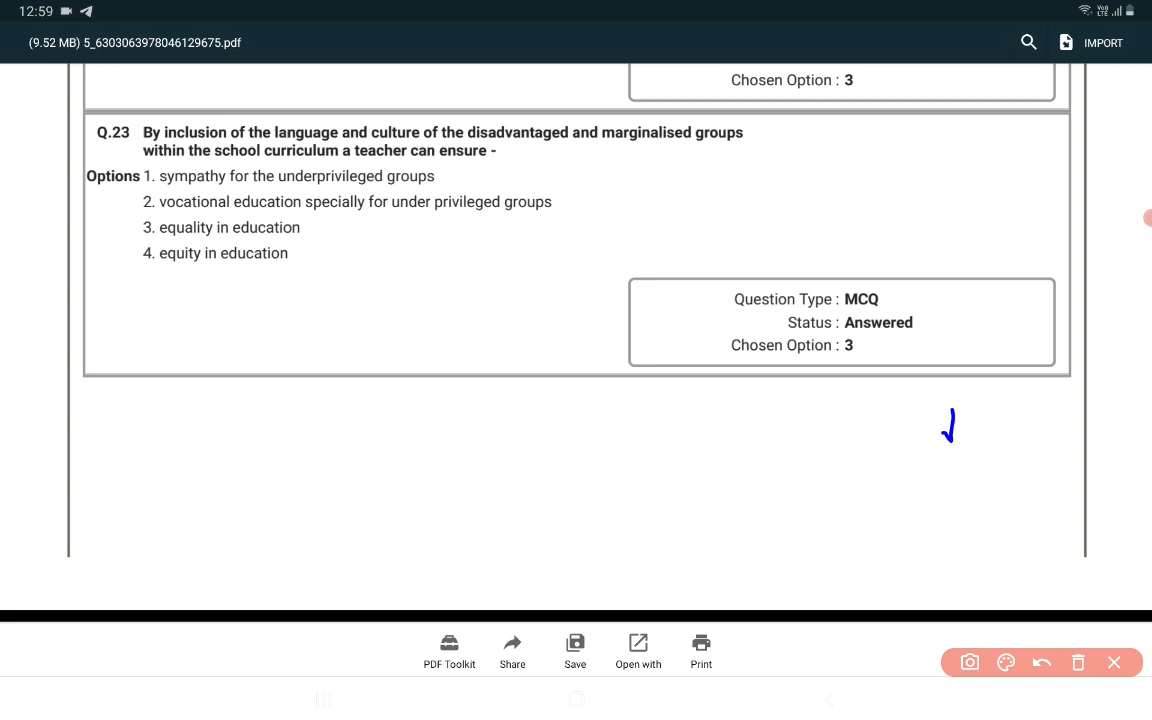 12:59
Vo))
LTE
(9.52 MB) 5_6303063978046129675.pdf
IMPORT
Chosen Option : 3
Q.23 By inclusion of the language and culture of the disadvantaged and marginalised groups
within the school curriculum a teacher can ensure -
Options 1. sympathy for the underprivileged groups
2. vocational education specially for under privileged groups
3. equality in education
4. equity in education
Question Type : MCQ
Status : Answered
Chosen Option : 3
PDF Toolkit
Share
Save
Open with
Print